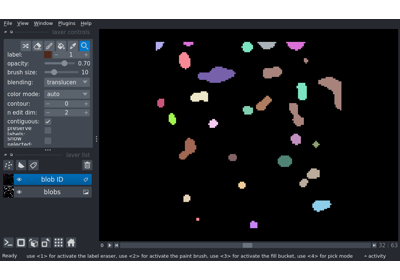 File View Window Plugins Help
layer controls
label: 1
opacity: 0.70
brush size: 10
blending: translucen
color mode: auto
contour: 0
n edit dim: 2
contiguous:
preserve labels:
show selected:
layer list
blob ID
blobs
32 63
Ready use <1> for activate the label eraser, use <2> for activate the paint brush, use <3> for activate the fill bucket, use <4> for pick mode activity